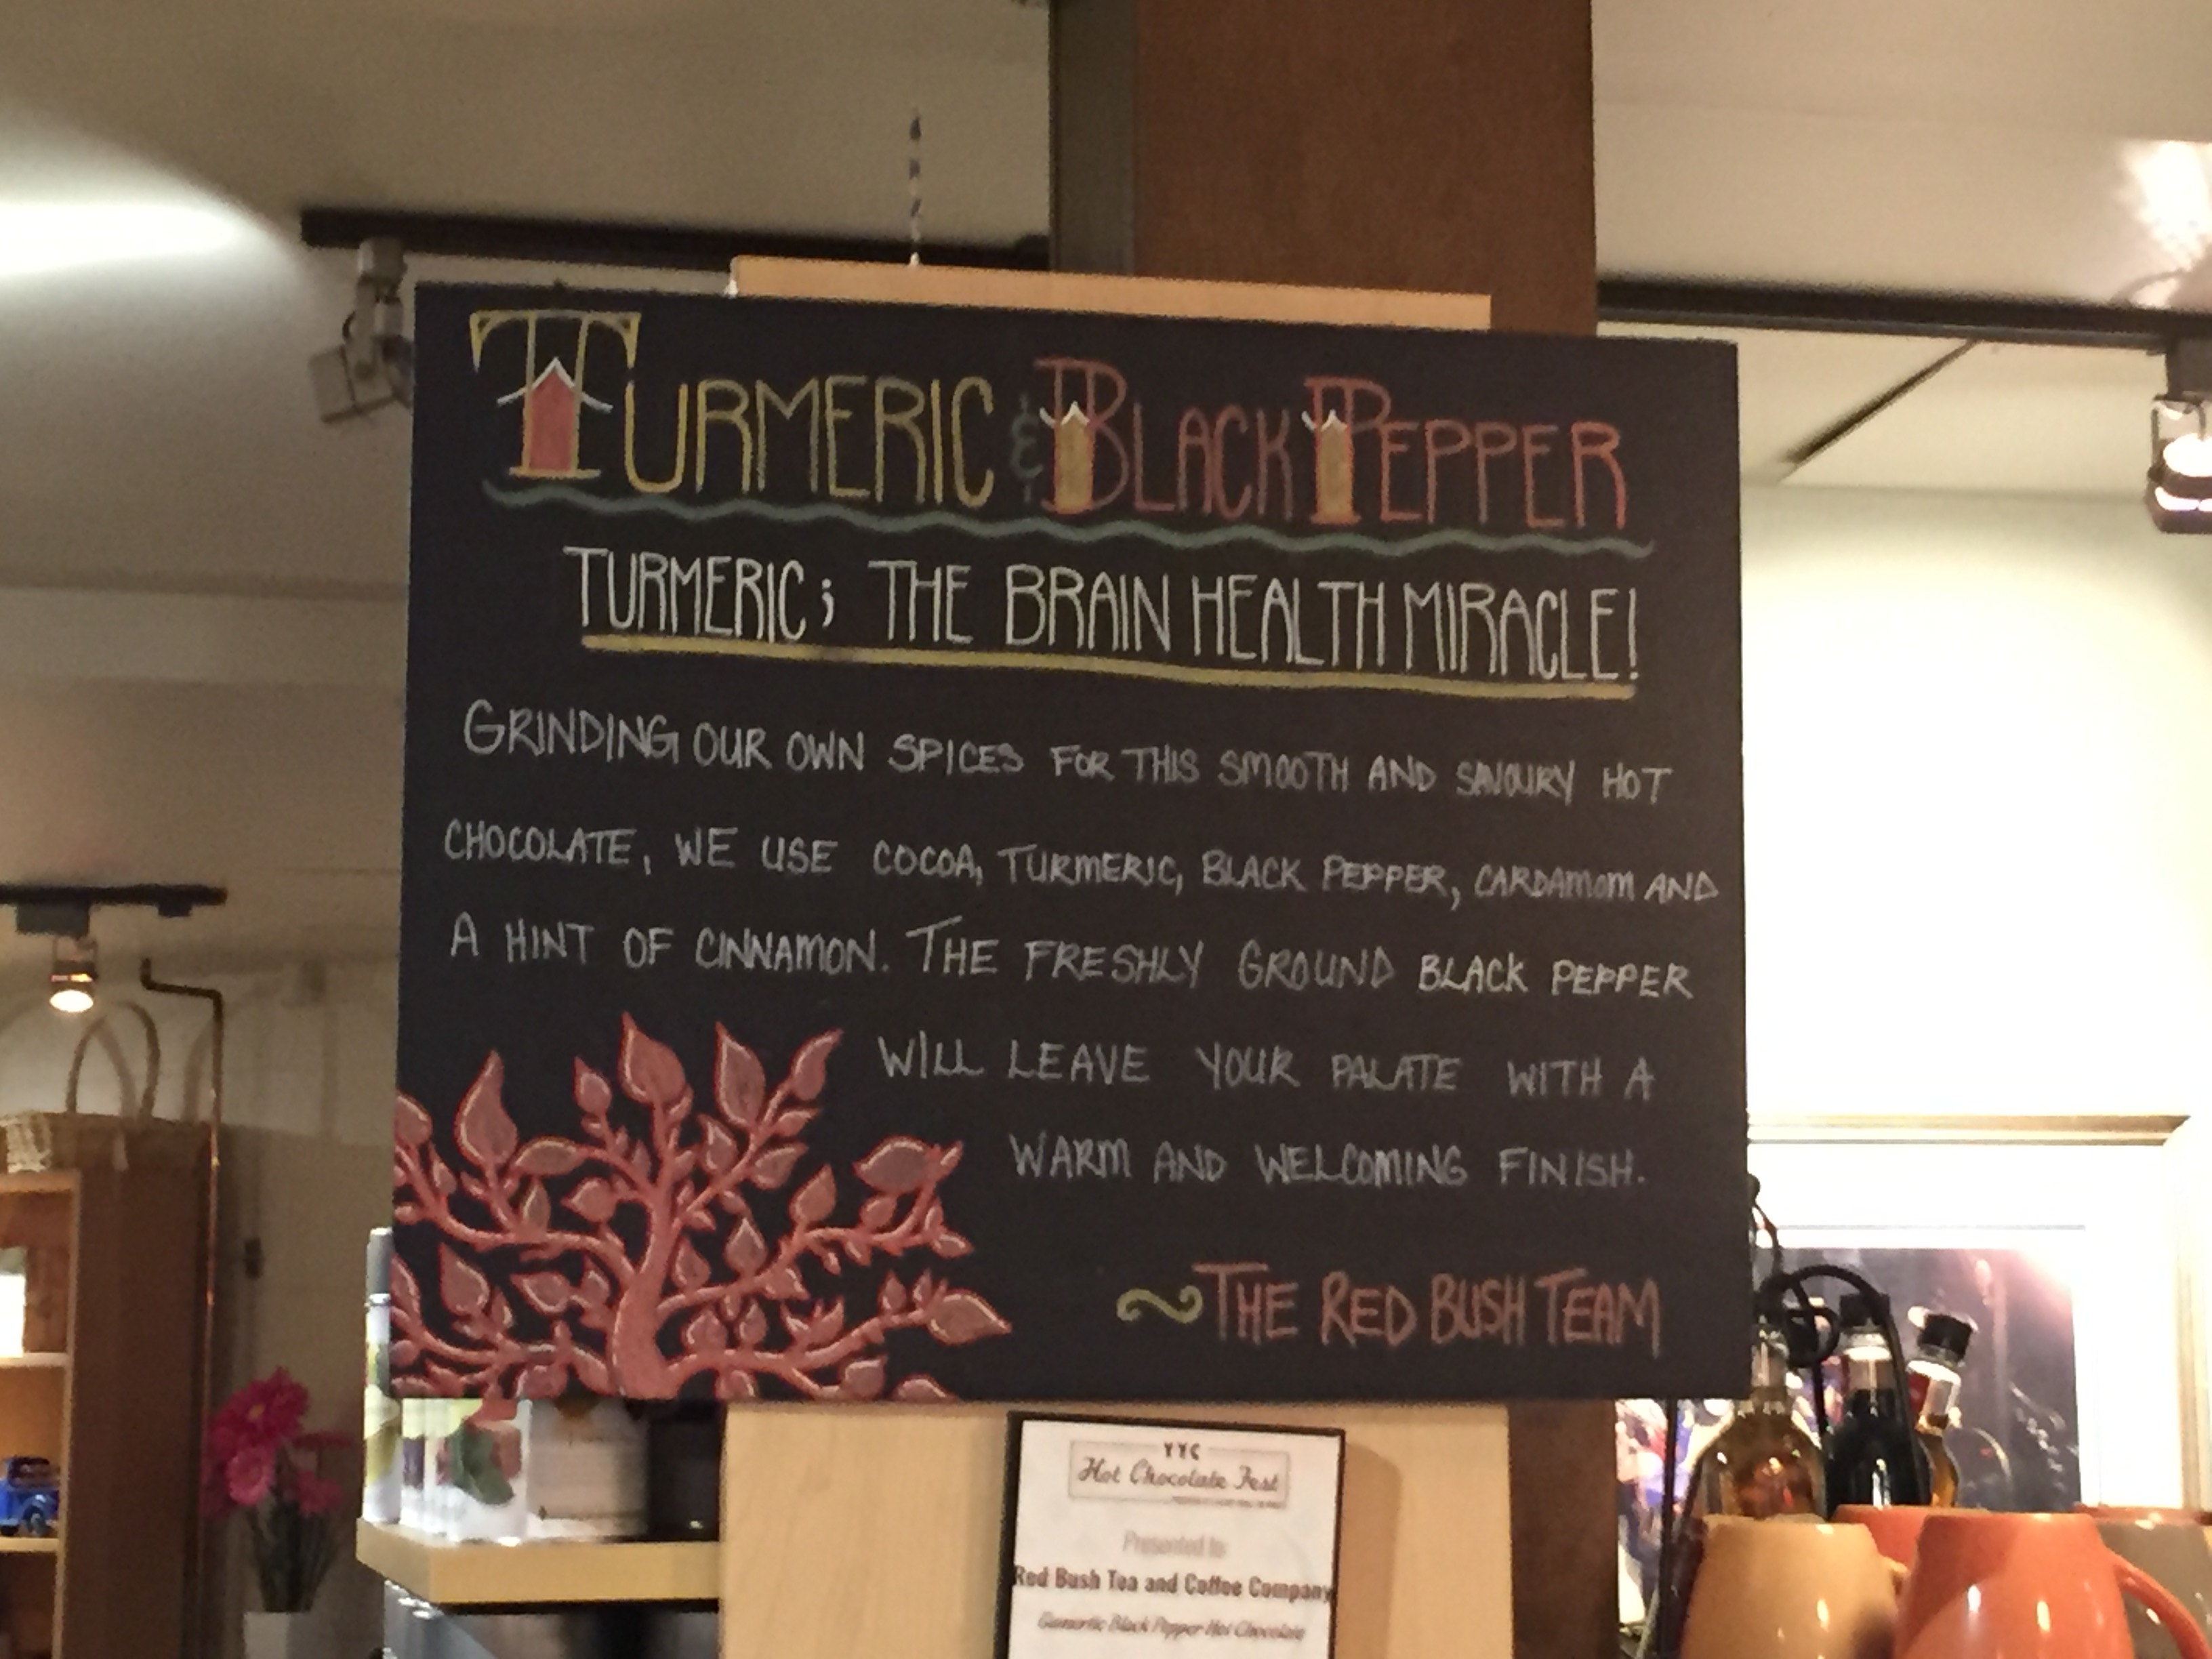 TURMERIC & BLACK PEPPER
TURMERIC; THE BRAIN HEALTH MIRACLE!
GRINDING OUR OWN SPICES FOR THIS SMOOTH AND SAVOURY HOT
CHOCOLATE, WE USE COCOA, TURMERIC, BLACK PEPPER, CARDAMOM AND
A HINT OF CINNAMON. THE FRESHLY GROUND BLACK PEPPER
WILL LEAVE YOUR PALATE WITH A
WARM AND WELCOMING FINISH.
~THE RED BUSH TEAM
YYC
Hot Chocolate Fest
Presented to
Red Bush Tea and Coffee Company
Black Pepper Hot Chocolate